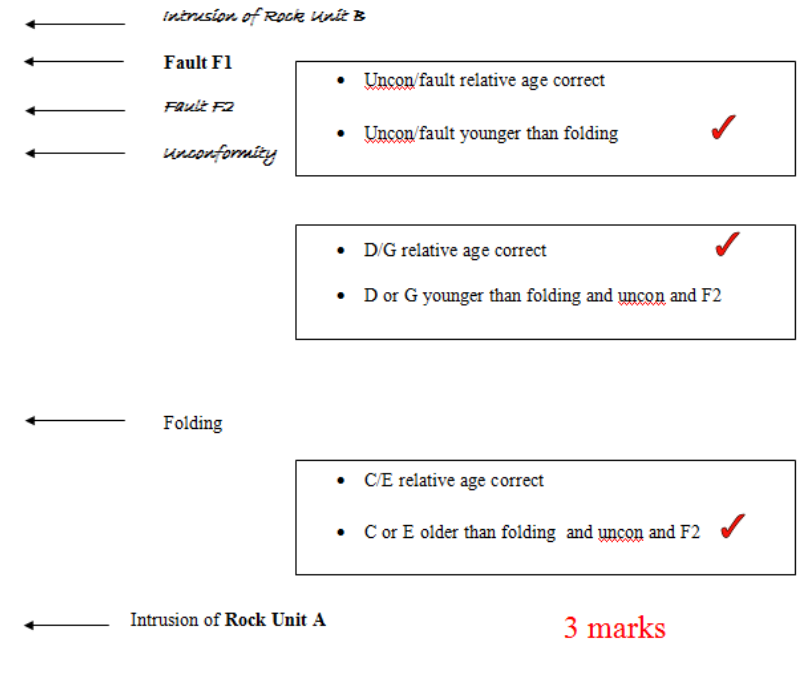 Intrusion of Rock Unit B
Fault F1
• Uncon/fault relative age correct
Fault F2
• Uncon/fault younger than folding
Unconformity
• D/G relative age correct
• D or G younger than folding and uncon and F2
Folding
• C/E relative age correct
• C or E older than folding and uncon and F2
Intrusion of Rock Unit A
3 marks